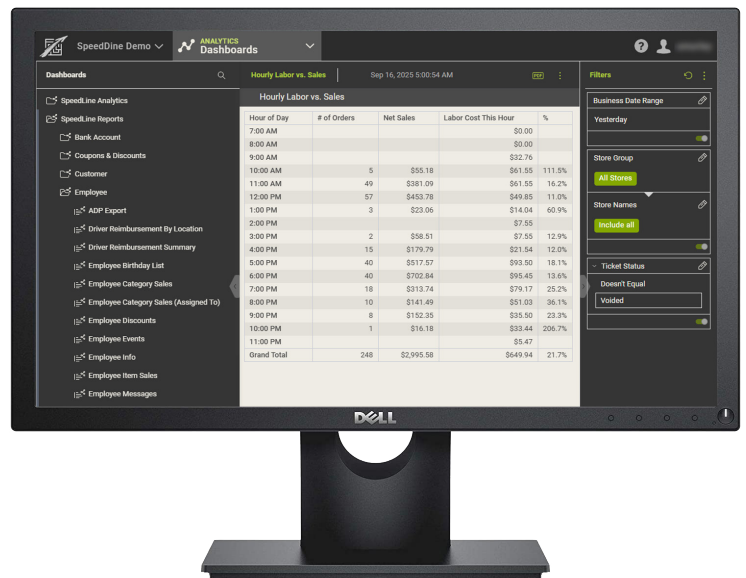 SpeedDine Demo
ANALYTICS
Dashboards
Dashboards
SpeedLine Analytics
SpeedLine Reports
Bank Account
Coupons & Discounts
Customer
Employee
ADP Export
Driver Reimbursement By Location
Driver Reimbursement Summary
Employee Birthday List
Employee Category Sales
Employee Category Sales (Assigned To)
Employee Discounts
Employee Events
Employee Info
Employee Item Sales
Employee Messages
Hourly Labor vs. Sales
Sep 16, 2025 5:00:54 AM
PDF
Hourly Labor vs. Sales
Hour of Day # of Orders Net Sales Labor Cost This Hour %
7:00 AM $0.00
8:00 AM $0.00
9:00 AM $32.76
10:00 AM 5 $55.18 $61.55 111.5%
11:00 AM 49 $381.09 $61.55 16.2%
12:00 PM 57 $453.78 $49.85 11.0%
1:00 PM 3 $23.06 $14.04 60.9%
2:00 PM $7.55
3:00 PM 2 $58.51 $7.55 12.9%
4:00 PM 15 $179.79 $21.54 12.0%
5:00 PM 40 $517.57 $93.50 18.1%
6:00 PM 40 $702.84 $95.45 13.6%
7:00 PM 18 $313.74 $79.17 25.2%
8:00 PM 10 $141.49 $51.03 36.1%
9:00 PM 8 $152.35 $35.50 23.3%
10:00 PM 1 $16.18 $33.44 206.7%
11:00 PM $5.47
Grand Total 248 $2,995.58 $649.94 21.7%
Filters
Business Date Range
Yesterday
Store Group
All Stores
Store Names
Include all
Ticket Status
Doesn't Equal
Voided
DELL